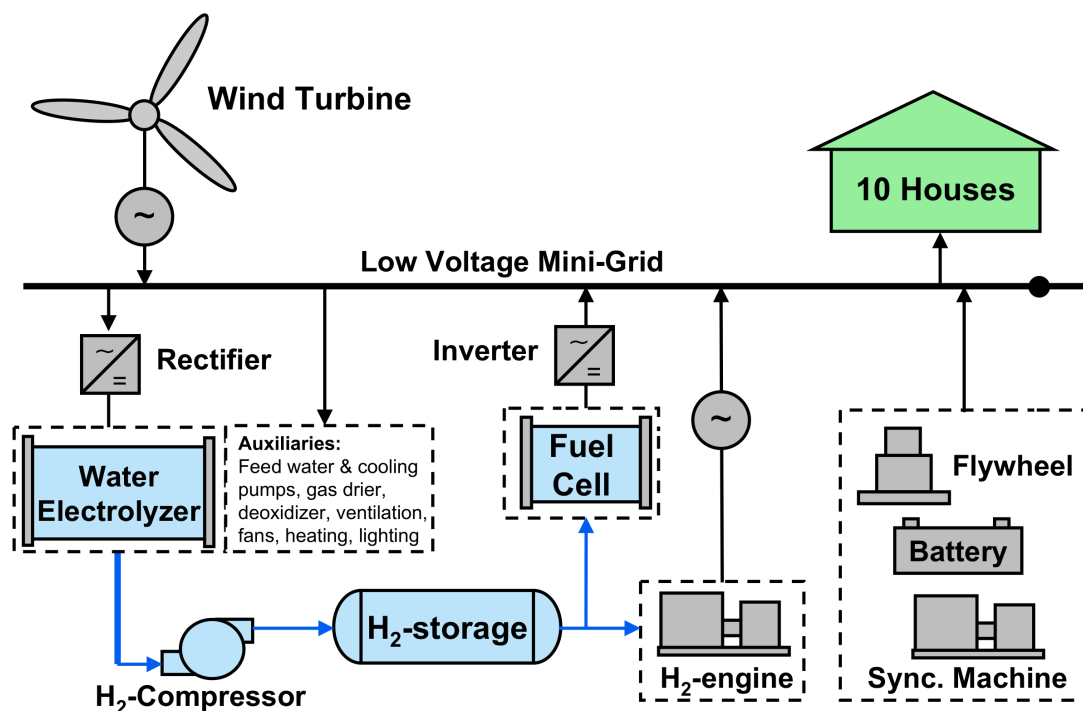 Wind Turbine
~
10 Houses
Low Voltage Mini-Grid
~
=
Rectifier
Inverter
~
=
~
Water
Electrolyzer
Auxiliaries:
Feed water & cooling
pumps, gas drier,
deoxidizer, ventilation,
fans, heating, lighting
Fuel
Cell
Flywheel
Battery
H₂-storage
H₂-Compressor
H₂-engine
Sync. Machine